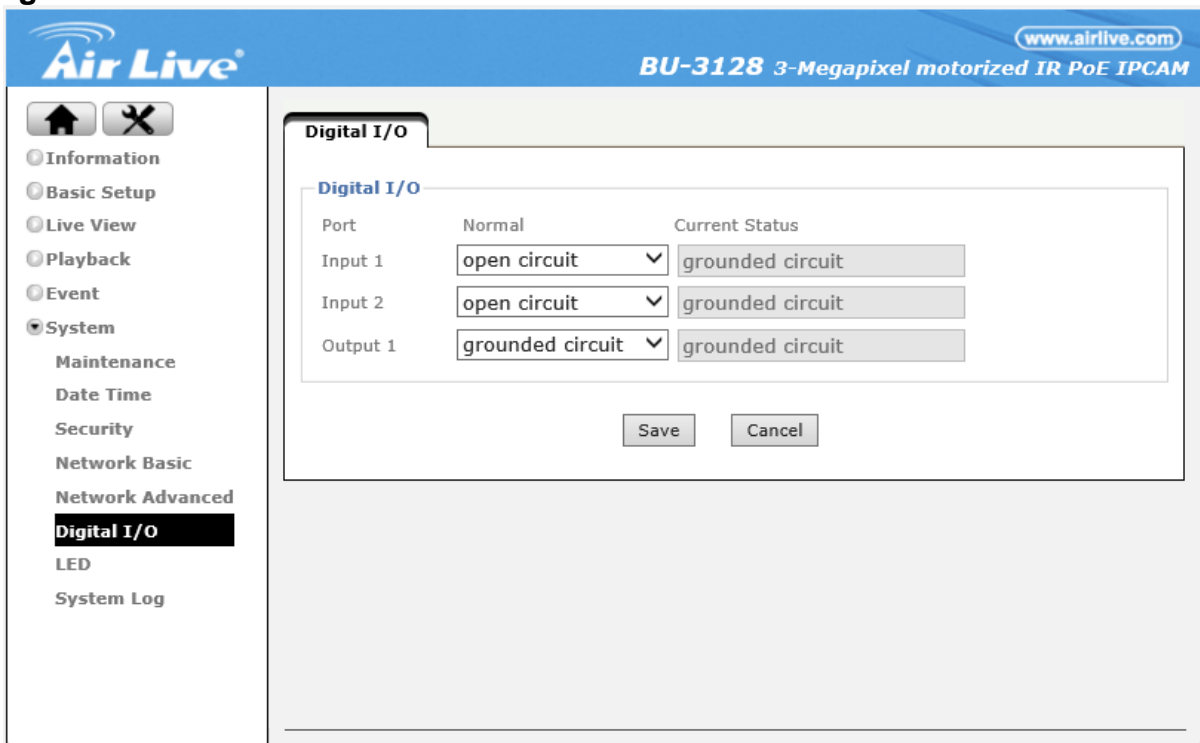 Air Live®
www.airlive.com
BU-3128 3-Megapixel motorized IR PoE IPCAM
Information
Basic Setup
Live View
Playback
Event
System
Maintenance
Date Time
Security
Network Basic
Network Advanced
Digital I/O
LED
System Log
Digital I/O
Digital I/O
Port Normal Current Status
Input 1 open circuit grounded circuit
Input 2 open circuit grounded circuit
Output 1 grounded circuit grounded circuit
Save Cancel